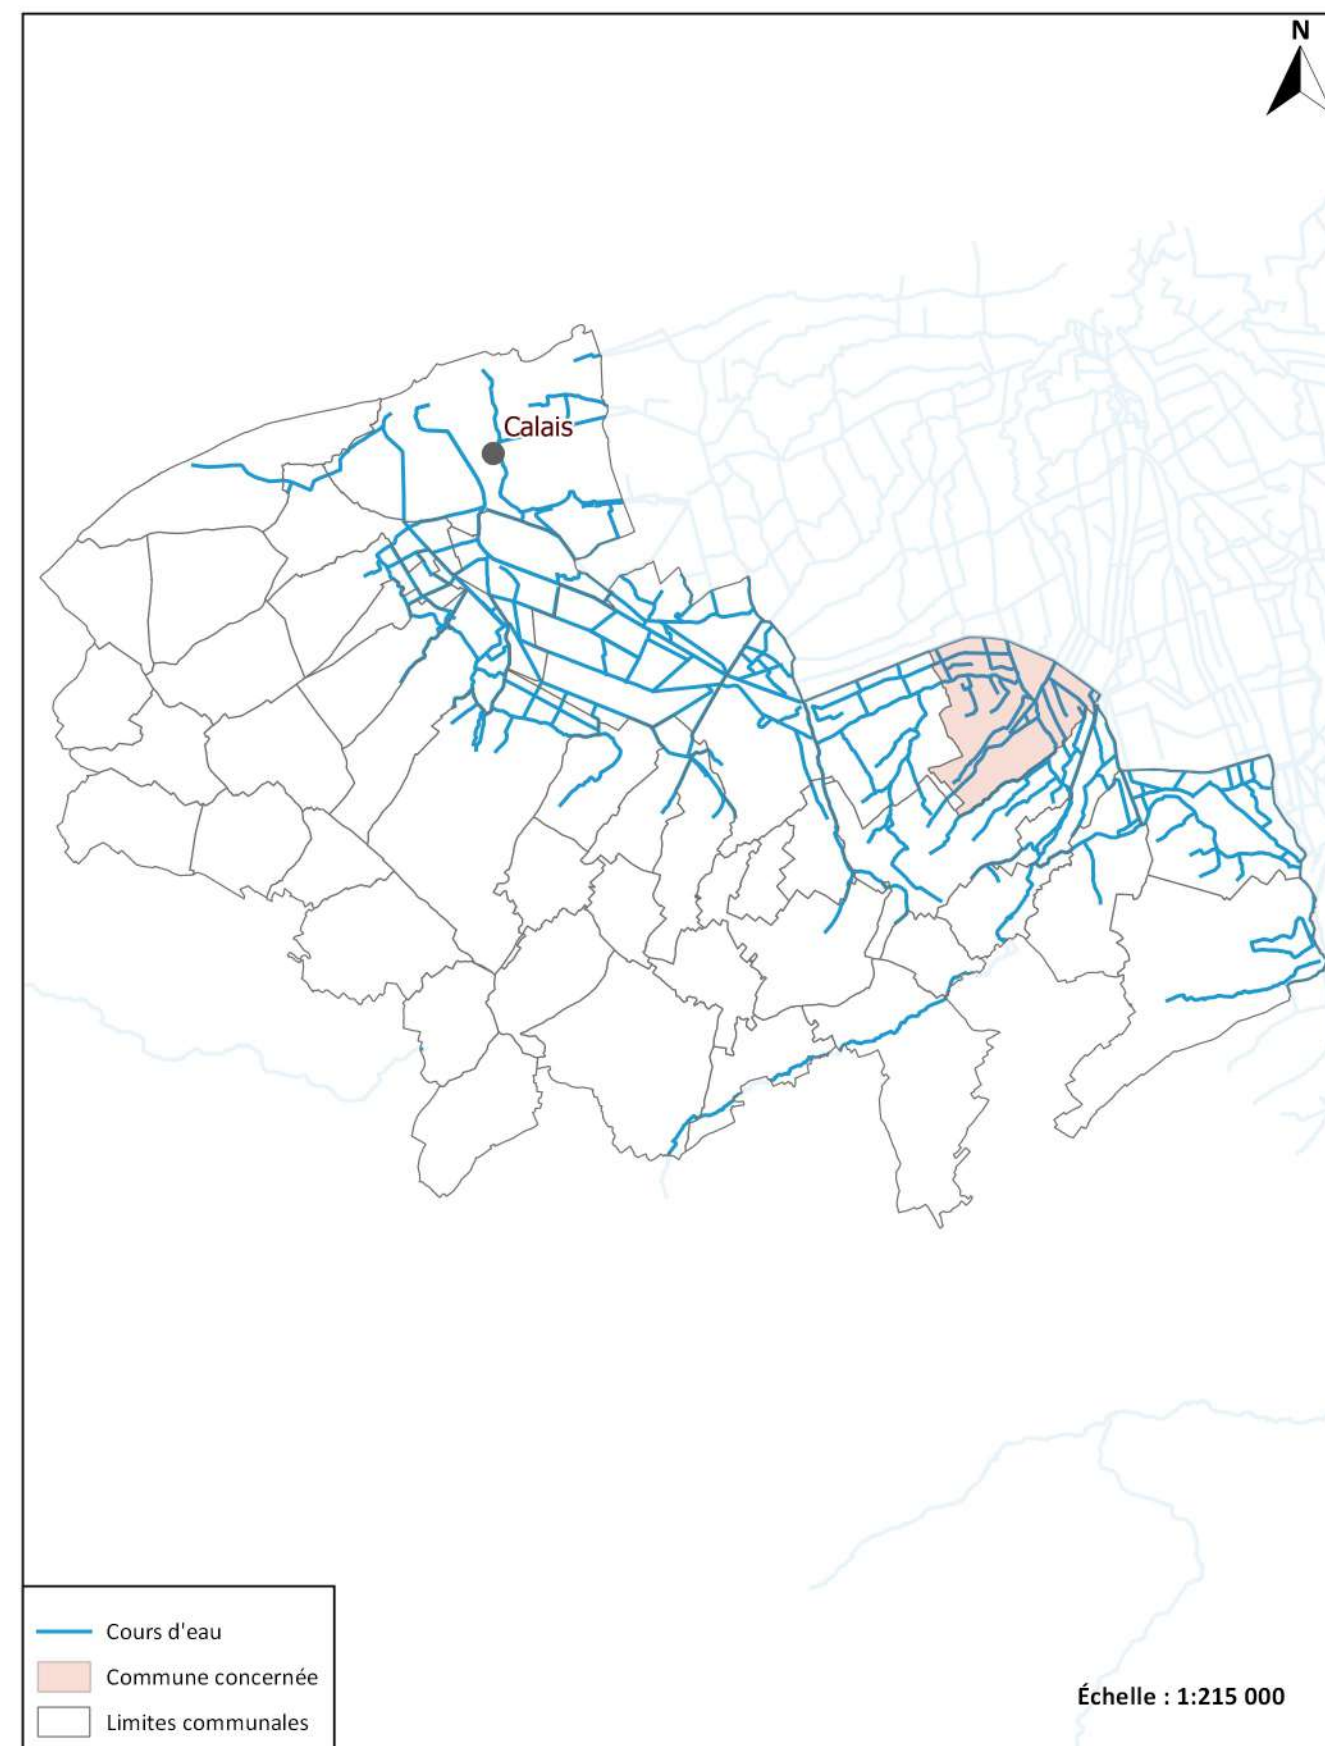 N
Calais
Cours d'eau
Commune concernée
Limites communales
Échelle : 1:215 000